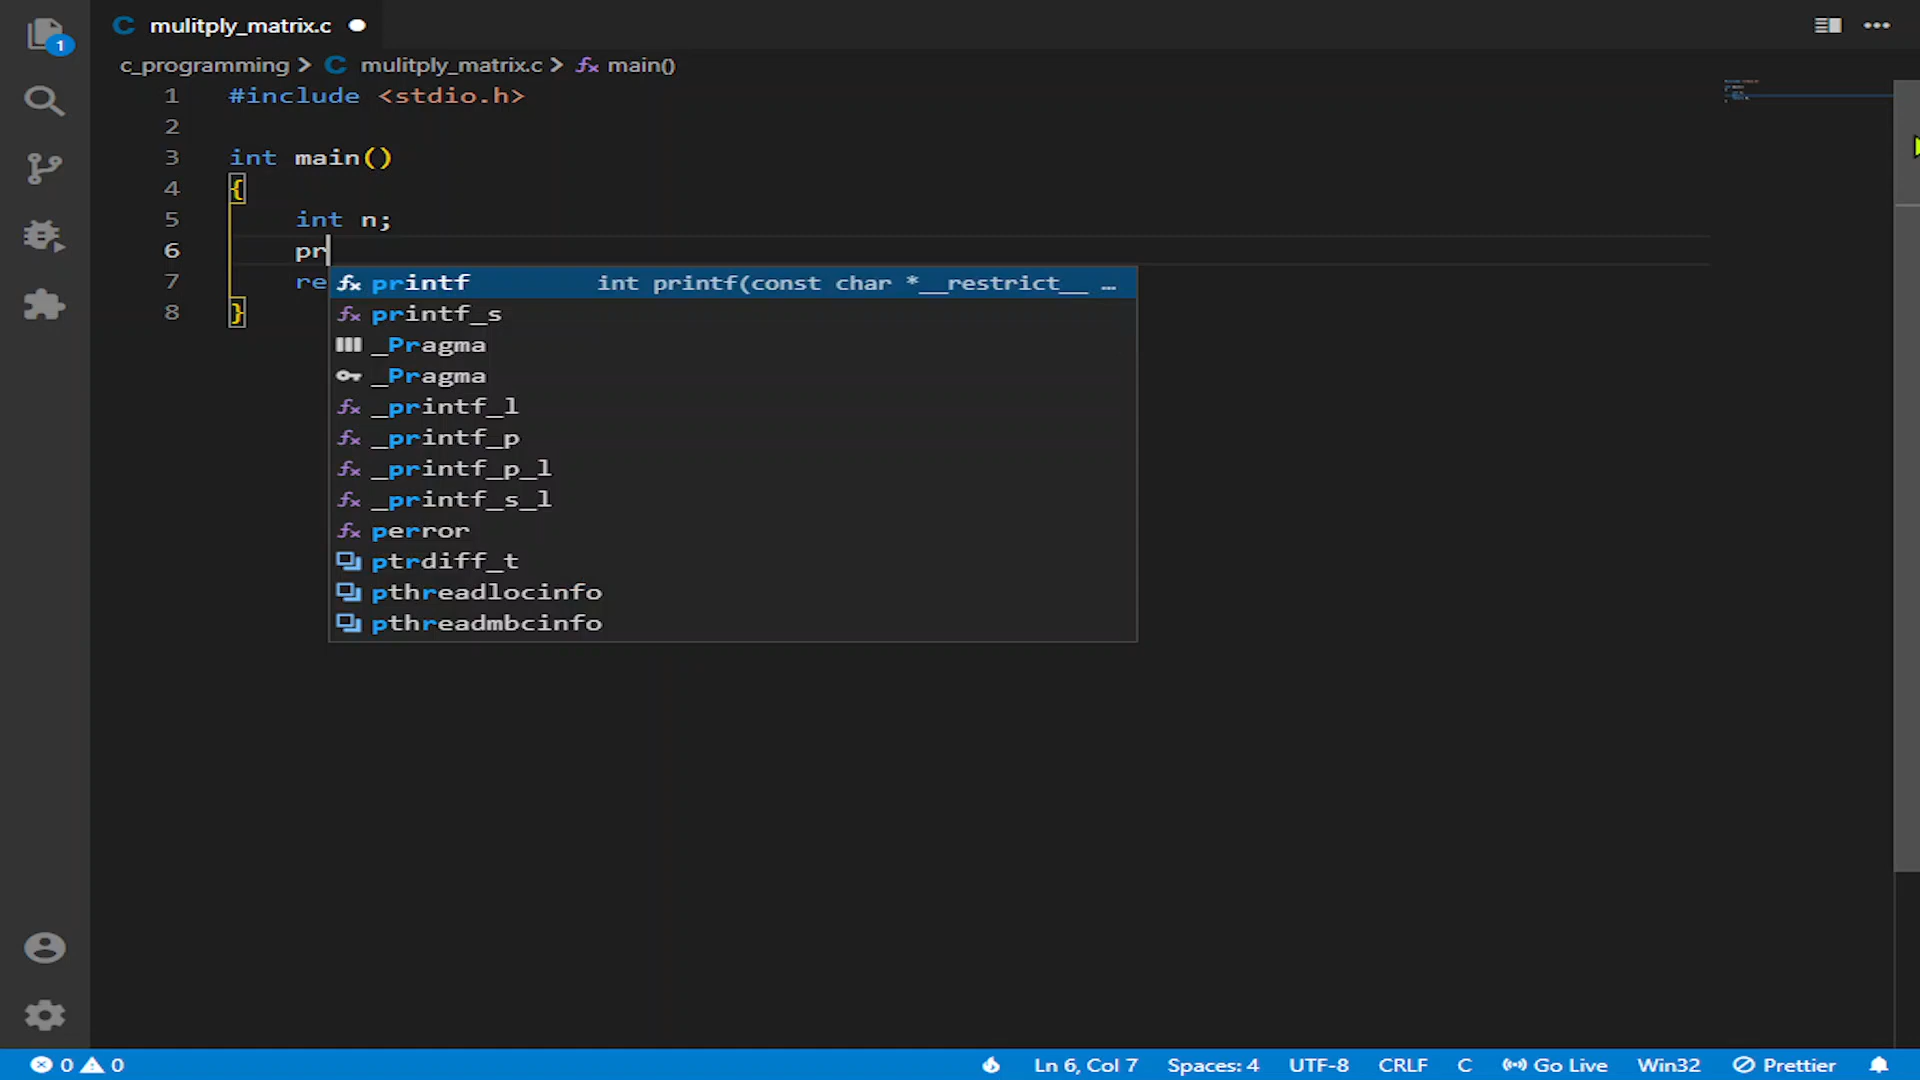 mulitply_matrix.c
c_programming > mulitply_matrix.c > main()
1
1 #include <stdio.h>
2
3 int main()
4 {
5 int n;
6 pr
7 re
8 }
printf int printf(const char *__restrict__ …
printf_s
_Pragma
_Pragma
_printf_l
_printf_p
_printf_p_l
_printf_s_l
perror
ptrdiff_t
pthreadlocinfo
pthreadmbcinfo
0 0 Ln 6, Col 7 Spaces: 4 UTF-8 CRLF C Go Live Win32 Prettier